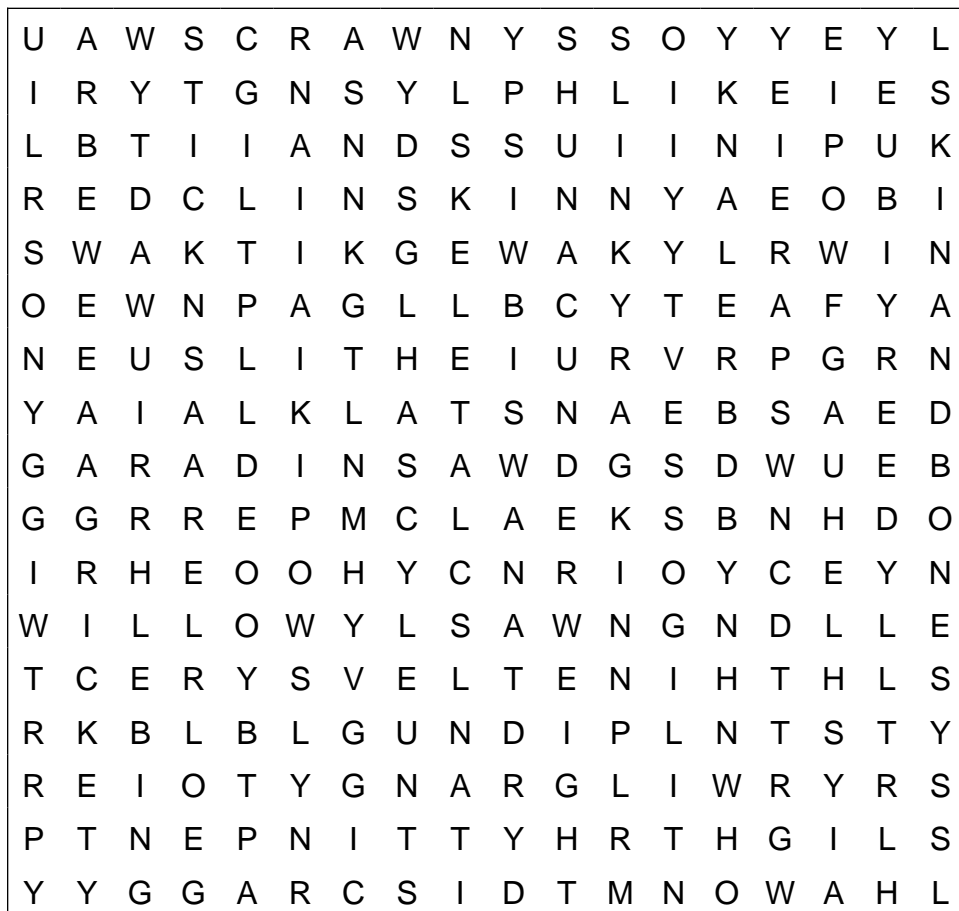 U A W S C R A W N Y S S O Y Y E Y L
I R Y T G N S Y L P H L I K E I E S
L B T I I A N D S S U I I N I P U K
R E D C L I N S K I N N Y A E O B I
S W A K T I K G E W A K Y L R W I N
O E W N P A G L L B C Y T E A F Y A
N E U S L I T H E I U R V R P G R N
Y A I A L K L A T S N A E B S A E D
G A R A D I N S A W D G S D W U E B
G G R R E P M C L A E K S B N H D O
I R H E O O H Y C N R I O Y C E Y N
W I L L O W Y L S A W N G N D L L E
T C E R Y S V E L T E N I H T H L S
R K B L B L G U N D I P L N T S T Y
R E I O T Y G N A R G L I W R Y R S
P T N E P N I T T Y H R T H G I L S
Y Y G G A R C S I D T M N O W A H L